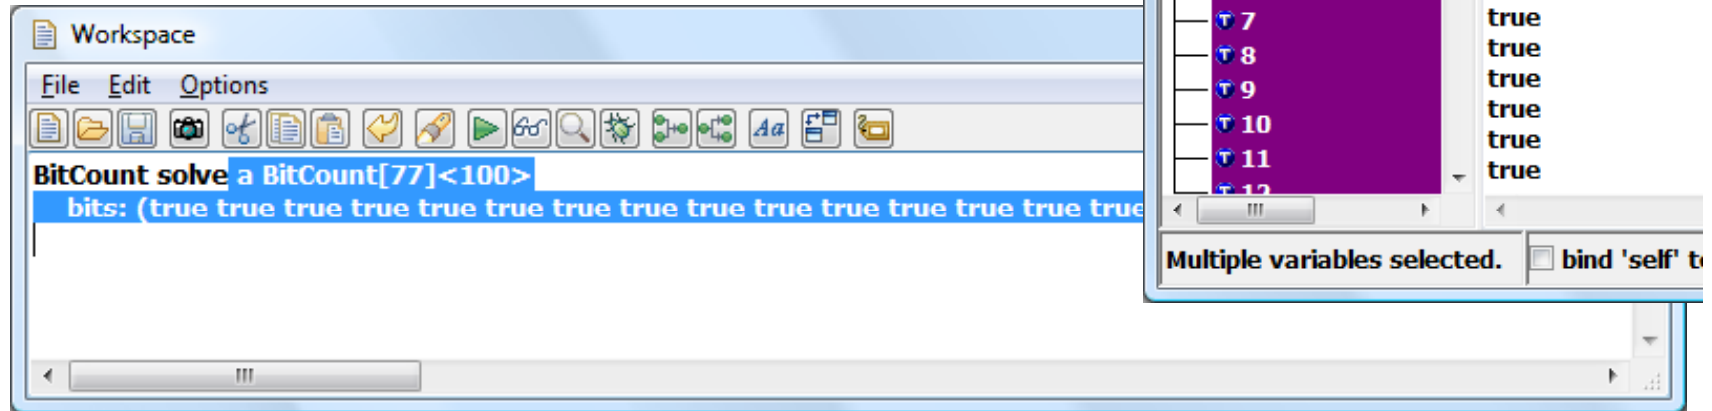 Workspace
File Edit Options
Aa
BitCount solve a BitCount[77]<100>
bits: (true true true true true true true true true true true true true true true
7
8
9
10
11
12
true
true
true
true
true
true
Multiple variables selected.
bind 'self' t